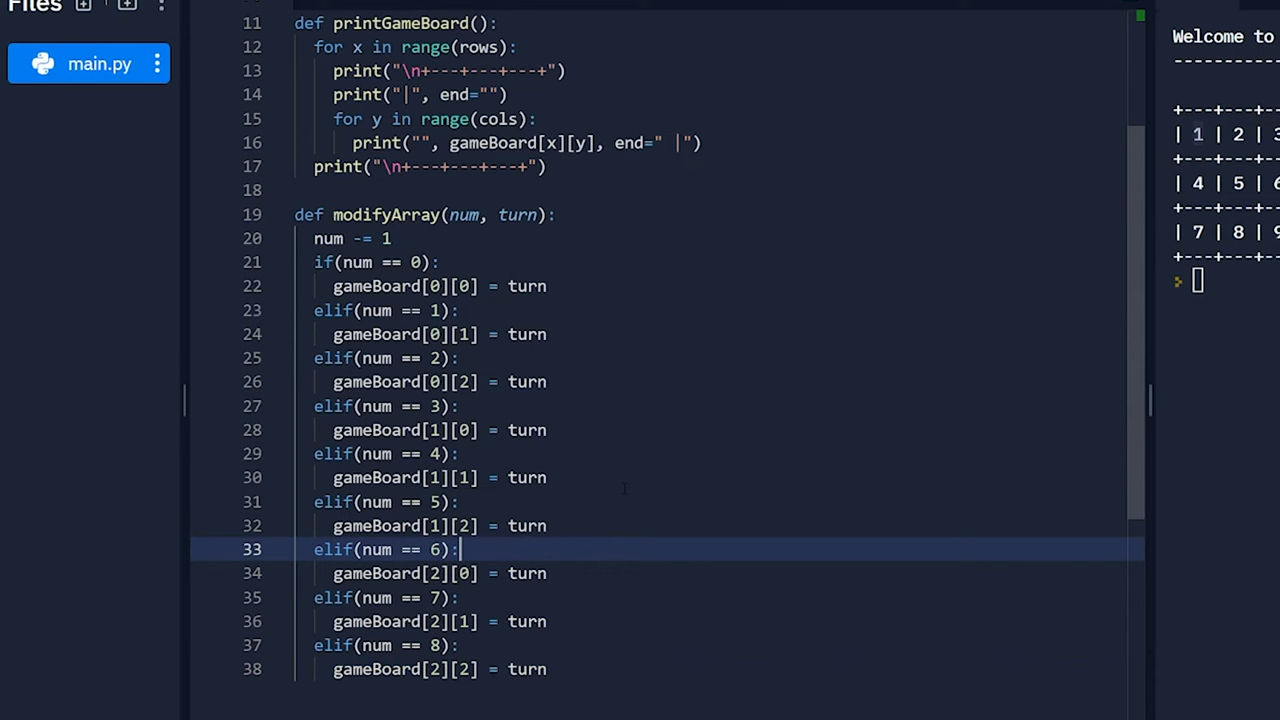 Files
main.py
11 def printGameBoard():
12   for x in range(rows):
13     print("\n+---+---+---+")
14     print("|", end="")
15     for y in range(cols):
16       print("", gameBoard[x][y], end=" |")
17   print("\n+---+---+---+")
18
19 def modifyArray(num, turn):
20   num -= 1
21   if(num == 0):
22     gameBoard[0][0] = turn
23   elif(num == 1):
24     gameBoard[0][1] = turn
25   elif(num == 2):
26     gameBoard[0][2] = turn
27   elif(num == 3):
28     gameBoard[1][0] = turn
29   elif(num == 4):
30     gameBoard[1][1] = turn
31   elif(num == 5):
32     gameBoard[1][2] = turn
33   elif(num == 6):
34     gameBoard[2][0] = turn
35   elif(num == 7):
36     gameBoard[2][1] = turn
37   elif(num == 8):
38     gameBoard[2][2] = turn
Welcome to
-----------
+---+---+--
| 1 | 2 | 3
+---+---+--
| 4 | 5 | 6
+---+---+--
| 7 | 8 | 9
+---+---+--